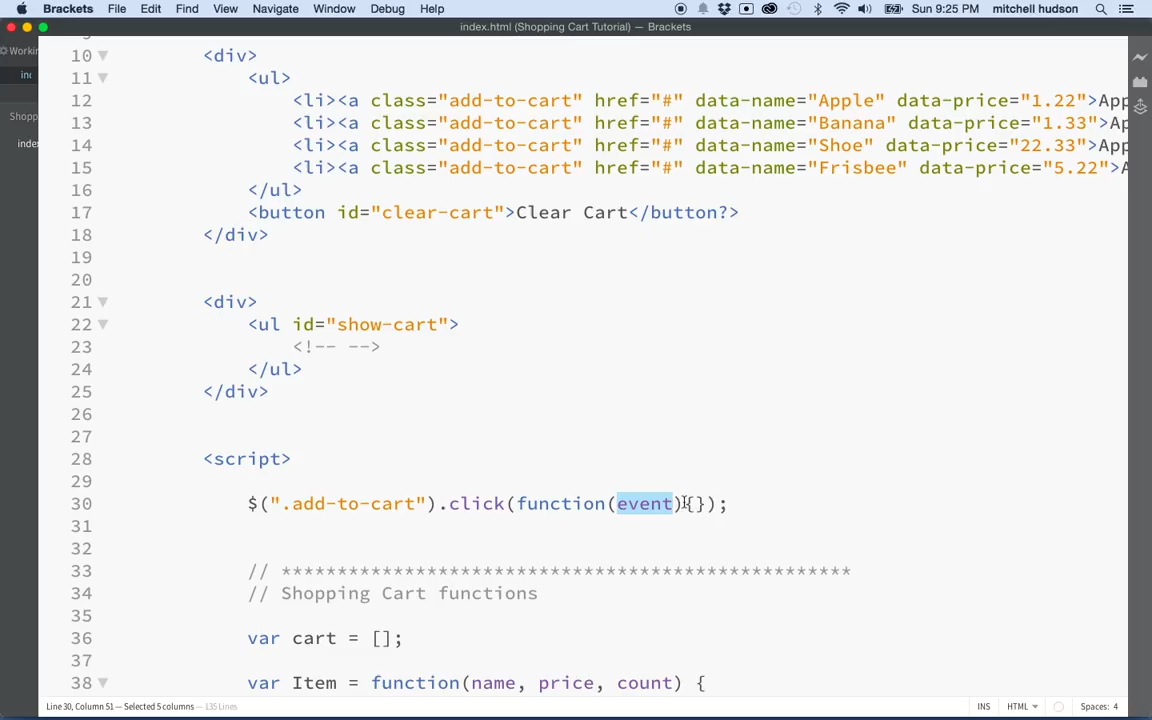 Brackets File Edit View Navigate Window Debug Help Sun 9:25 PM mitchell hudson
index.html (Shopping Cart Tutorial) — Brackets
Workin
10 <div>
11 <ul>
inc
12 <li><a class="add-to-cart" href="#" data-name="Apple" data-price="1.22">App
Shopp
13 <li><a class="add-to-cart" href="#" data-name="Banana" data-price="1.33">Ap
index
14 <li><a class="add-to-cart" href="#" data-name="Shoe" data-price="22.33">App
15 <li><a class="add-to-cart" href="#" data-name="Frisbee" data-price="5.22">A
16 </ul>
17 <button id="clear-cart">Clear Cart</button?>
18 </div>
19
20
21 <div>
22 <ul id="show-cart">
23 <!-- -->
24 </ul>
25 </div>
26
27
28 <script>
29
30 $(".add-to-cart").click(function(event){});
31
32
33 // ***************************************************
34 // Shopping Cart functions
35
36 var cart = [];
37
38 var Item = function(name, price, count) {
Line 30, Column 51 — Selected 5 columns — 135 Lines INS HTML Spaces: 4